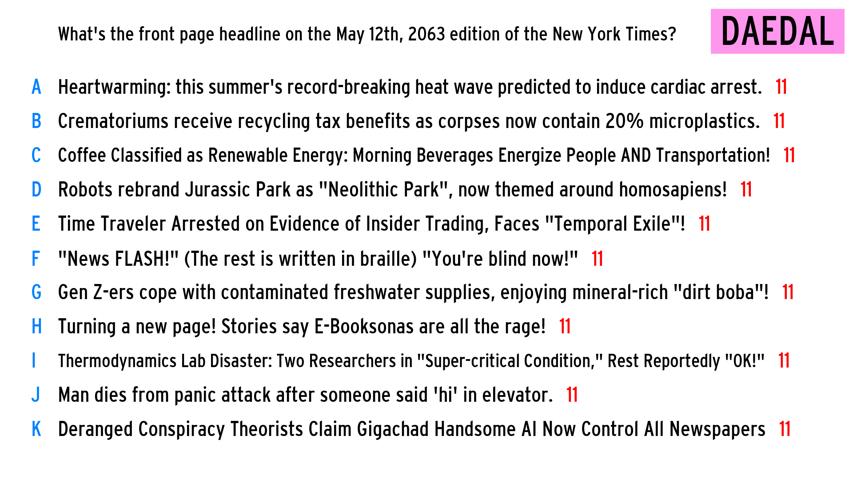 What's the front page headline on the May 12th, 2063 edition of the New York Times?
DAEDAL
A Heartwarming: this summer's record-breaking heat wave predicted to induce cardiac arrest. 11
B Crematoriums receive recycling tax benefits as corpses now contain 20% microplastics. 11
C Coffee Classified as Renewable Energy: Morning Beverages Energize People AND Transportation! 11
D Robots rebrand Jurassic Park as "Neolithic Park", now themed around homosapiens! 11
E Time Traveler Arrested on Evidence of Insider Trading, Faces "Temporal Exile"! 11
F "News FLASH!" (The rest is written in braille) "You're blind now!" 11
G Gen Z-ers cope with contaminated freshwater supplies, enjoying mineral-rich "dirt boba"! 11
H Turning a new page! Stories say E-Booksonas are all the rage! 11
I Thermodynamics Lab Disaster: Two Researchers in "Super-critical Condition," Rest Reportedly "OK!" 11
J Man dies from panic attack after someone said 'hi' in elevator. 11
K Deranged Conspiracy Theorists Claim Gigachad Handsome AI Now Control All Newspapers 11